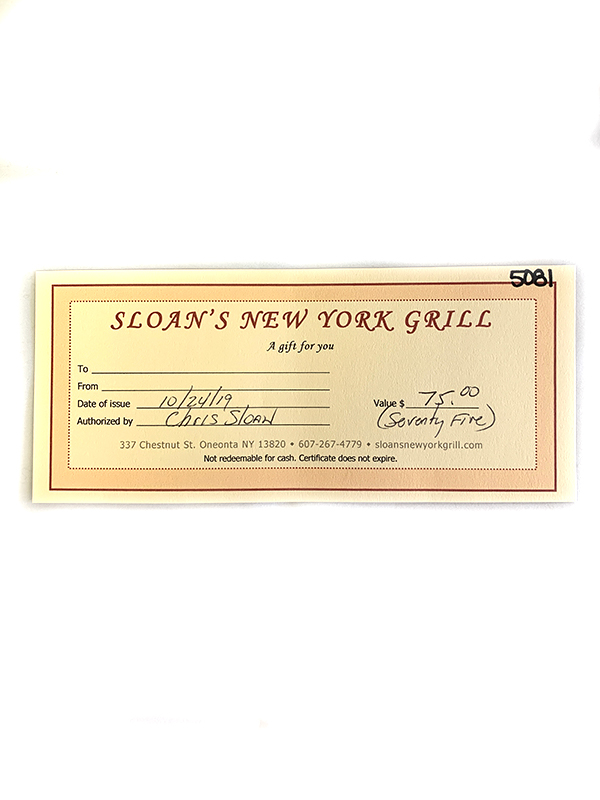 5081
SLOAN'S NEW YORK GRILL
A gift for you
To
From
Date of issue 10/24/19 Value $ 75.00
Authorized by Chris Sloan (Seventy Five)
337 Chestnut St. Oneonta NY 13820 • 607-267-4779 • sloansnewyorkgrill.com
Not redeemable for cash. Certificate does not expire.